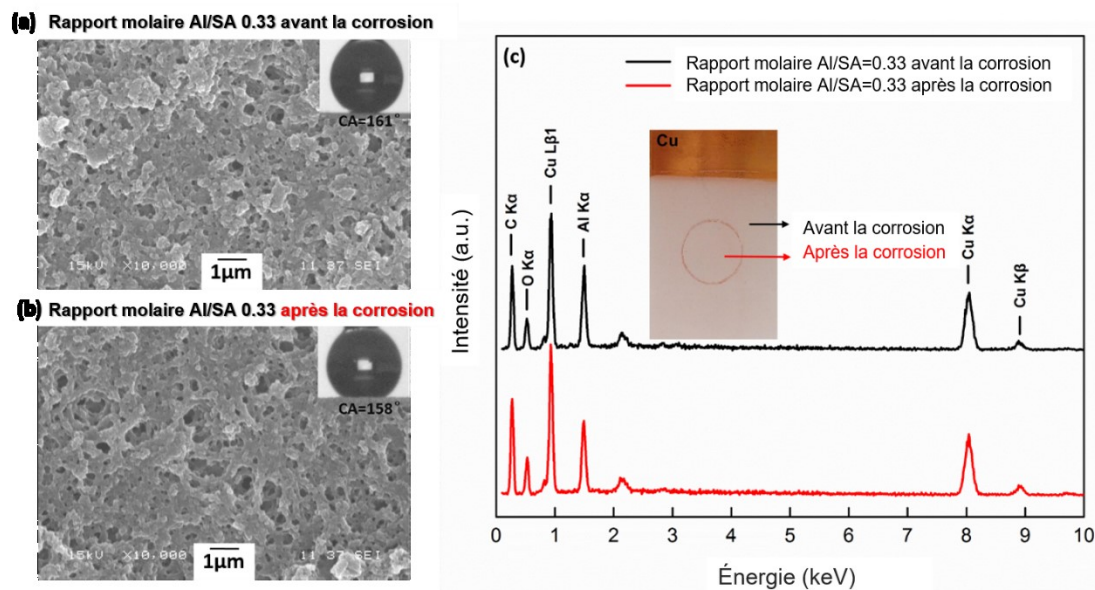 (a) Rapport molaire Al/SA 0.33 avant la corrosion
CA=161°
15kV X10,000 1μm 11 37 SEI
(b) Rapport molaire Al/SA 0.33 après la corrosion
CA=158°
15kV X10,000 1μm 11 37 SEI
(c)
Rapport molaire Al/SA=0.33 avant la corrosion
Rapport molaire Al/SA=0.33 après la corrosion
Cu
Avant la corrosion
Après la corrosion
C Kα
O Kα
Cu Lβ1
Al Kα
Cu Kα
Cu Kβ
Intensité (a.u.)
0 1 2 3 4 5 6 7 8 9 10
Énergie (keV)